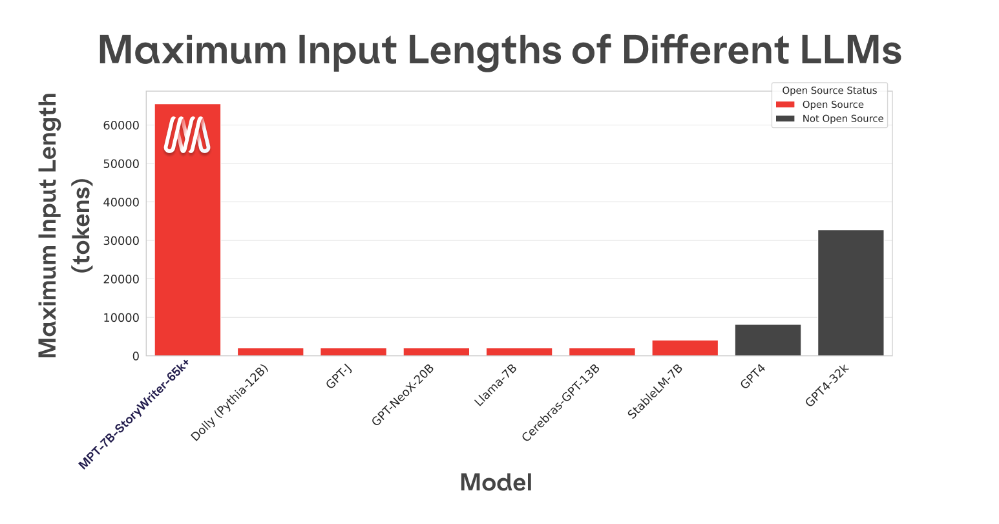 Maximum Input Lengths of Different LLMs
Maximum Input Length
(tokens)
Open Source Status
Open Source
Not Open Source
60000
50000
40000
30000
20000
10000
0
MPT-7B-StoryWriter-65k+
Dolly (Pythia-12B)
GPT-J
GPT-NeoX-20B
Llama-7B
Cerebras-GPT-13B
StableLM-7B
GPT4
GPT4-32k
Model